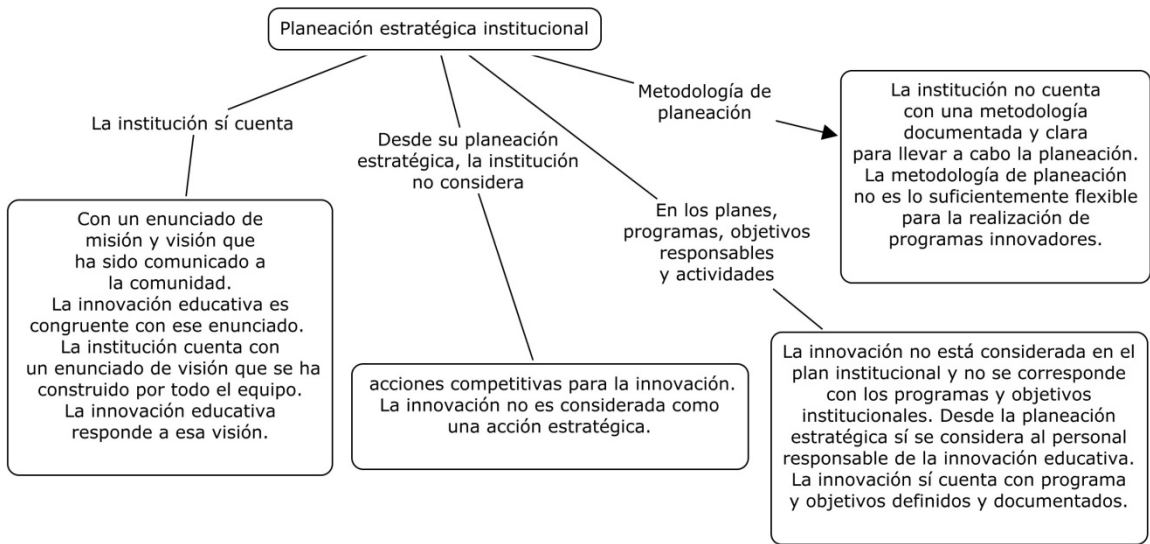 Planeación estratégica institucional
La institución sí cuenta
Con un enunciado de
misión y visión que
ha sido comunicado a
la comunidad.
La innovación educativa es
congruente con ese enunciado.
La institución cuenta con
un enunciado de visión que se ha
construido por todo el equipo.
La innovación educativa
responde a esa visión.
Desde su planeación
estratégica, la institución
no considera
acciones competitivas para la innovación.
La innovación no es considerada como
una acción estratégica.
En los planes,
programas, objetivos
responsables
y actividades
La innovación no está considerada en el
plan institucional y no se corresponde
con los programas y objetivos
institucionales. Desde la planeación
estratégica sí se considera al personal
responsable de la innovación educativa.
La innovación sí cuenta con programa
y objetivos definidos y documentados.
Metodología de
planeación
La institución no cuenta
con una metodología
documentada y clara
para llevar a cabo la planeación.
La metodología de planeación
no es lo suficientemente flexible
para la realización de
programas innovadores.